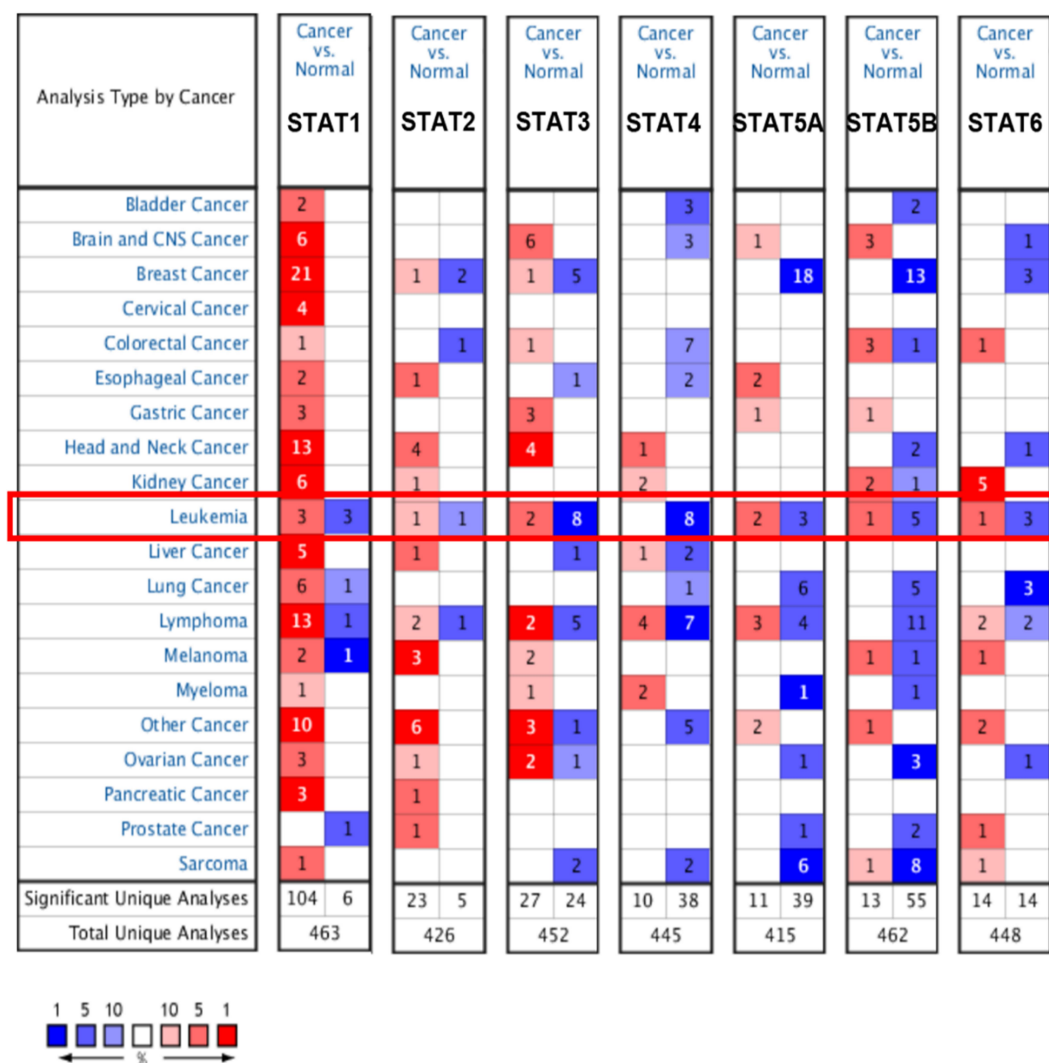 Cancer vs. Normal Cancer vs. Normal Cancer vs. Normal Cancer vs. Normal Cancer vs. Normal Cancer vs. Normal Cancer vs. Normal
Analysis Type by Cancer
STAT1 STAT2 STAT3 STAT4 STAT5A STAT5B STAT6
Bladder Cancer 2 3 2
Brain and CNS Cancer 6 6 3 1 3 1
Breast Cancer 21 1 2 1 5 18 13 3
Cervical Cancer 4
Colorectal Cancer 1 1 1 7 3 1 1
Esophageal Cancer 2 1 1 2 2
Gastric Cancer 3 3 1 1
Head and Neck Cancer 13 4 4 1 2 1
Kidney Cancer 6 1 2 2 1 5
Leukemia 3 3 1 1 2 8 8 2 3 1 5 1 3
Liver Cancer 5 1 1 1 2
Lung Cancer 6 1 1 6 5 3
Lymphoma 13 1 2 1 2 5 4 7 3 4 11 2 2
Melanoma 2 1 3 2 1 1 1
Myeloma 1 1 2 1 1
Other Cancer 10 6 3 1 5 2 1 2
Ovarian Cancer 3 1 2 1 1 3 1
Pancreatic Cancer 3 1
Prostate Cancer 1 1 1 2 1
Sarcoma 1 2 2 6 1 8 1
Significant Unique Analyses 104 6 23 5 27 24 10 38 11 39 13 55 14 14
Total Unique Analyses 463 426 452 445 415 462 448
1 5 10 10 5 1
%